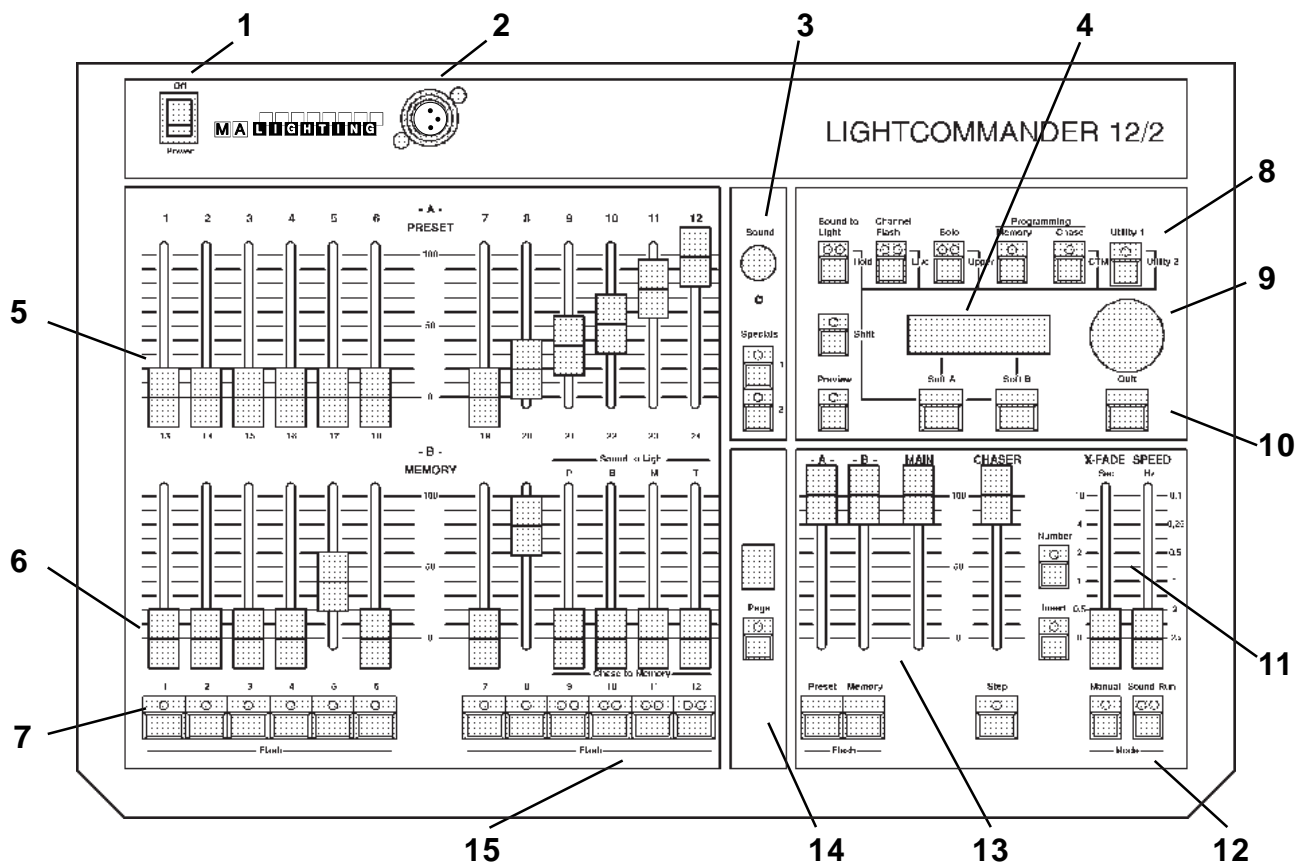 1 2 3 4
Off
MA LIGHTING
Power
LIGHTCOMMANDER 12/2
8
1 2 3 4 5 6 - A - 7 8 9 10 11 12
PRESET
Sound
Sound to Light Channel Flash Solo Programming Memory Chase Utility 1
Hold Live Upper CTM Utility 2
100
9
5
50
Shift
Specials
1
2
0
Preview Soft A Soft B Quit
13 14 15 16 17 18 19 20 21 22 23 24
10
- B - Sound to Light
MEMORY P B M T
- A - - B - MAIN CHASER X-FADE SPEED
Sec Hz
100
100 10 0.1
4 0,25
Number
6
50
50 2 0.5
1 1
Page
Insert
0.5
0
0 0
11
Chase to Memory
1 2 3 4 5 6 7 8 9 10 11 12
Preset Memory Step Manual Sound Run
7
Flash Flash
Flash Mode
15 14 13 12